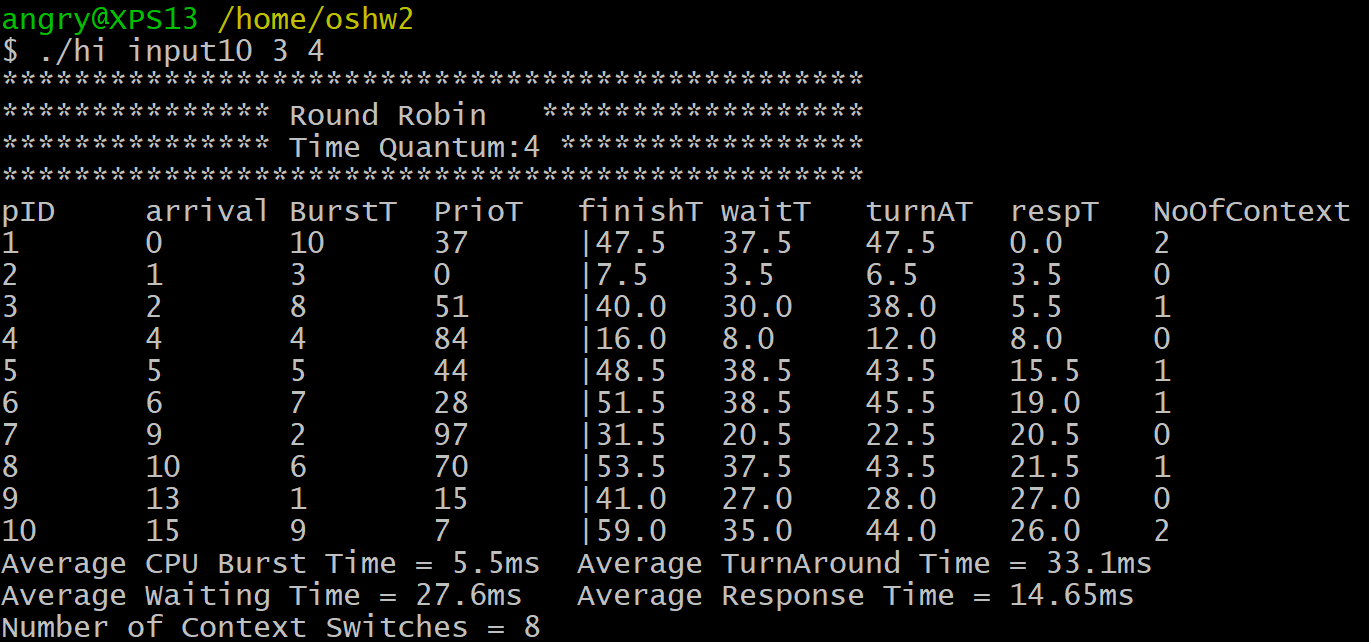 angry@XPS13 /home/oshw2
$ ./hi input10 3 4
************************************************
*************** Round Robin   ******************
*************** Time Quantum:4 *****************
************************************************
pID     arrival BurstT  PrioT   finishT waitT   turnAT  respT   NoOfContext
1       0       10      37      |47.5   37.5    47.5    0.0     2
2       1       3       0       |7.5    3.5     6.5     3.5     0
3       2       8       51      |40.0   30.0    38.0    5.5     1
4       4       4       84      |16.0   8.0     12.0    8.0     0
5       5       5       44      |48.5   38.5    43.5    15.5    1
6       6       7       28      |51.5   38.5    45.5    19.0    1
7       9       2       97      |31.5   20.5    22.5    20.5    0
8       10      6       70      |53.5   37.5    43.5    21.5    1
9       13      1       15      |41.0   27.0    28.0    27.0    0
10      15      9       7       |59.0   35.0    44.0    26.0    2
Average CPU Burst Time = 5.5ms  Average TurnAround Time = 33.1ms
Average Waiting Time = 27.6ms   Average Response Time = 14.65ms
Number of Context Switches = 8